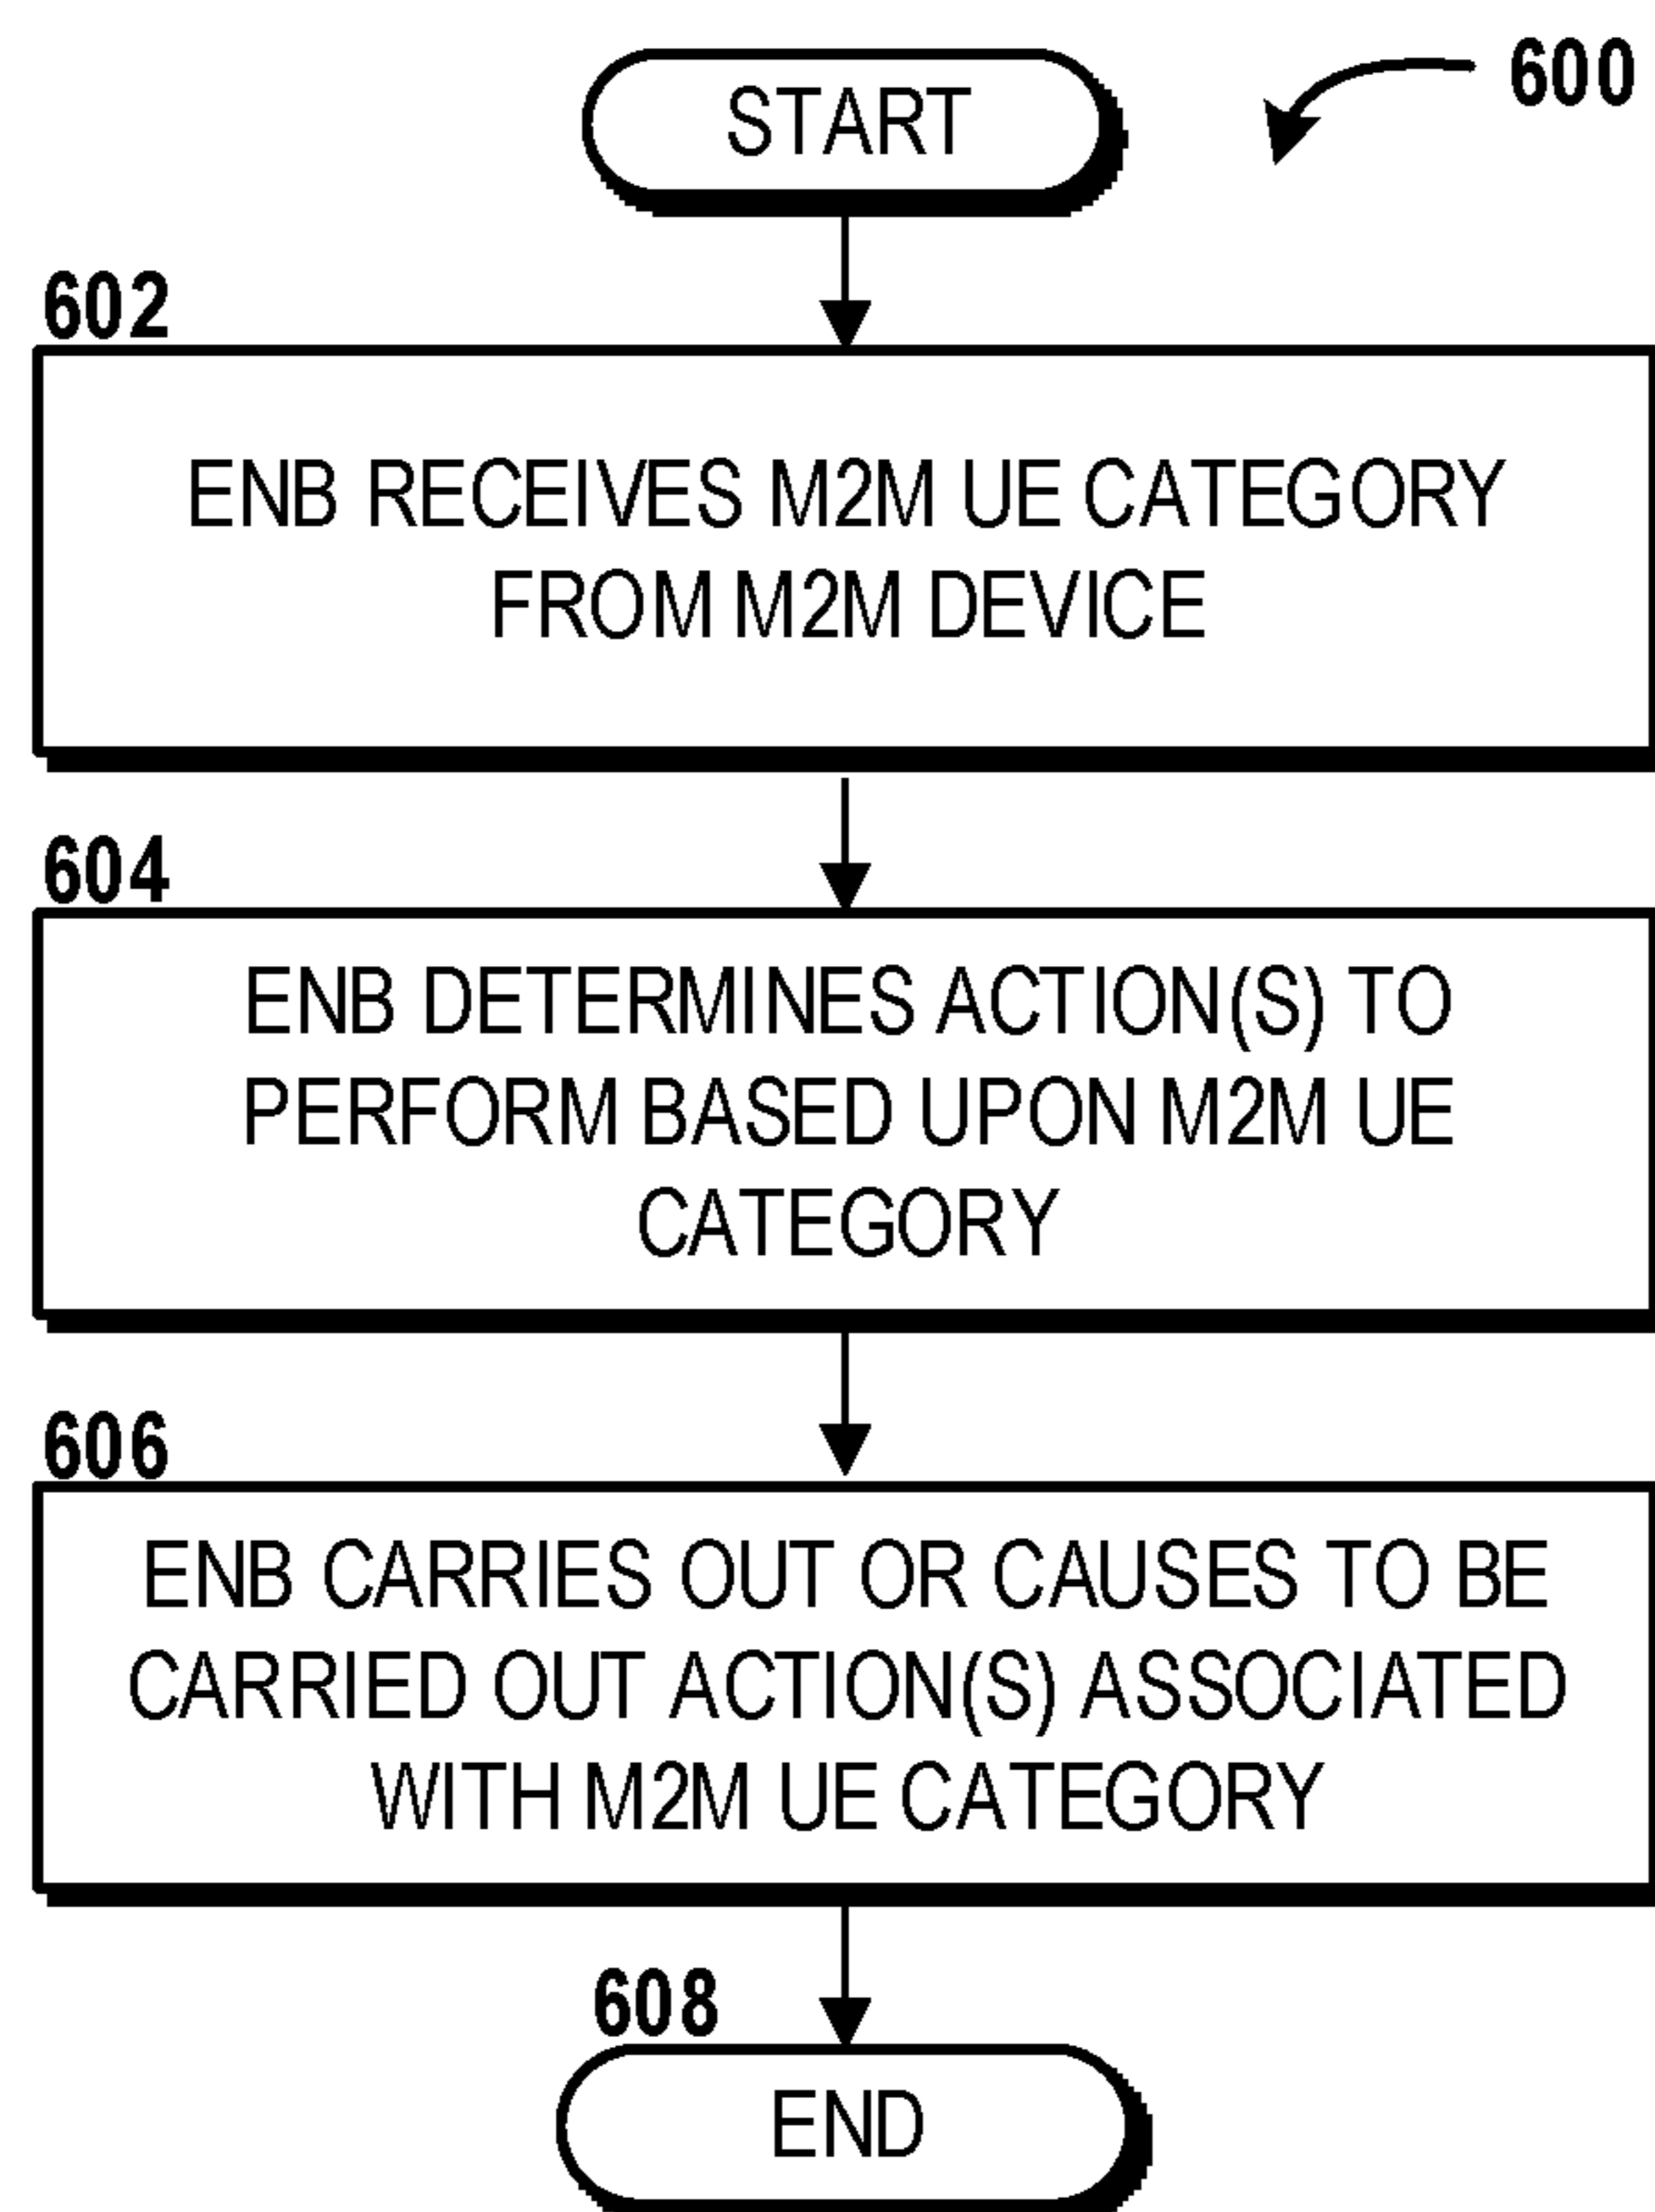 START
600
602
ENB RECEIVES M2M UE CATEGORY
FROM M2M DEVICE
604
ENB DETERMINES ACTION(S) TO
PERFORM BASED UPON M2M UE
CATEGORY
606
ENB CARRIES OUT OR CAUSES TO BE
CARRIED OUT ACTION(S) ASSOCIATED
WITH M2M UE CATEGORY
608
END